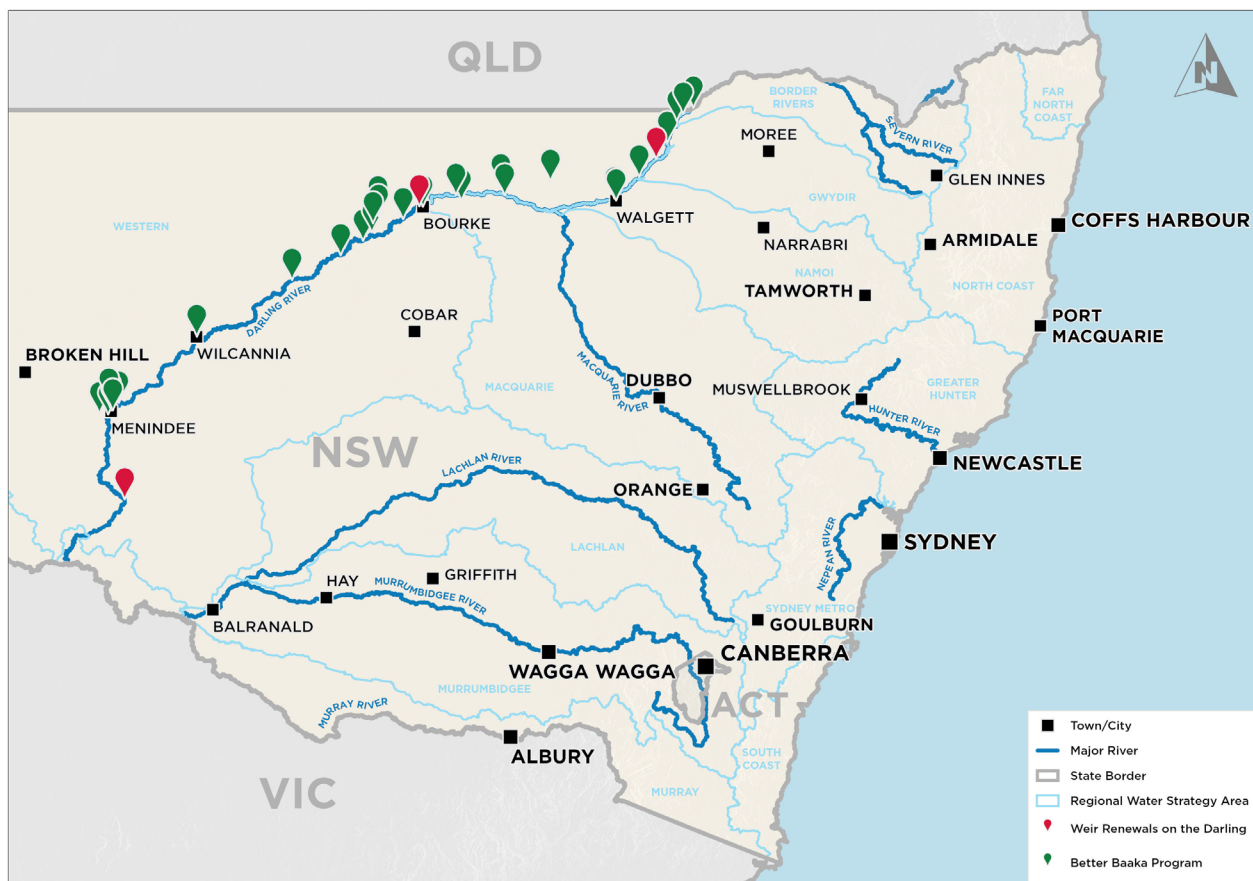 QLD
N
BORDER
RIVERS
FAR
NORTH
COAST
SEVERN RIVER
MOREE
GLEN INNES
GWYDIR
WALGETT
BOURKE
WESTERN
COFFS HARBOUR
NARRABRI
ARMIDALE
NAMOI
TAMWORTH
NORTH COAST
DARLING RIVER
COBAR
WILCANNIA
PORT
MACQUARIE
BROKEN HILL
MACQUARIE
MACQUARIE
RIVER
DUBBO
MUSWELLBROOK
GREATER
HUNTER
HUNTER RIVER
MENINDEE
NSW
LACHLAN RIVER
NEWCASTLE
ORANGE
SYDNEY
NEPEAN RIVER
LACHLAN
GRIFFITH
HAY
MURRUMBIDGEE RIVER
BALRANALD
SYDNEY METRO
GOULBURN
CANBERRA
WAGGA WAGGA
MURRUMBIDGEE
ACT
MURRAY RIVER
ALBURY
SOUTH
COAST
VIC
MURRAY
Town/City
Major River
State Border
Regional Water Strategy Area
Weir Renewals on the Darling
Better Baaka Program